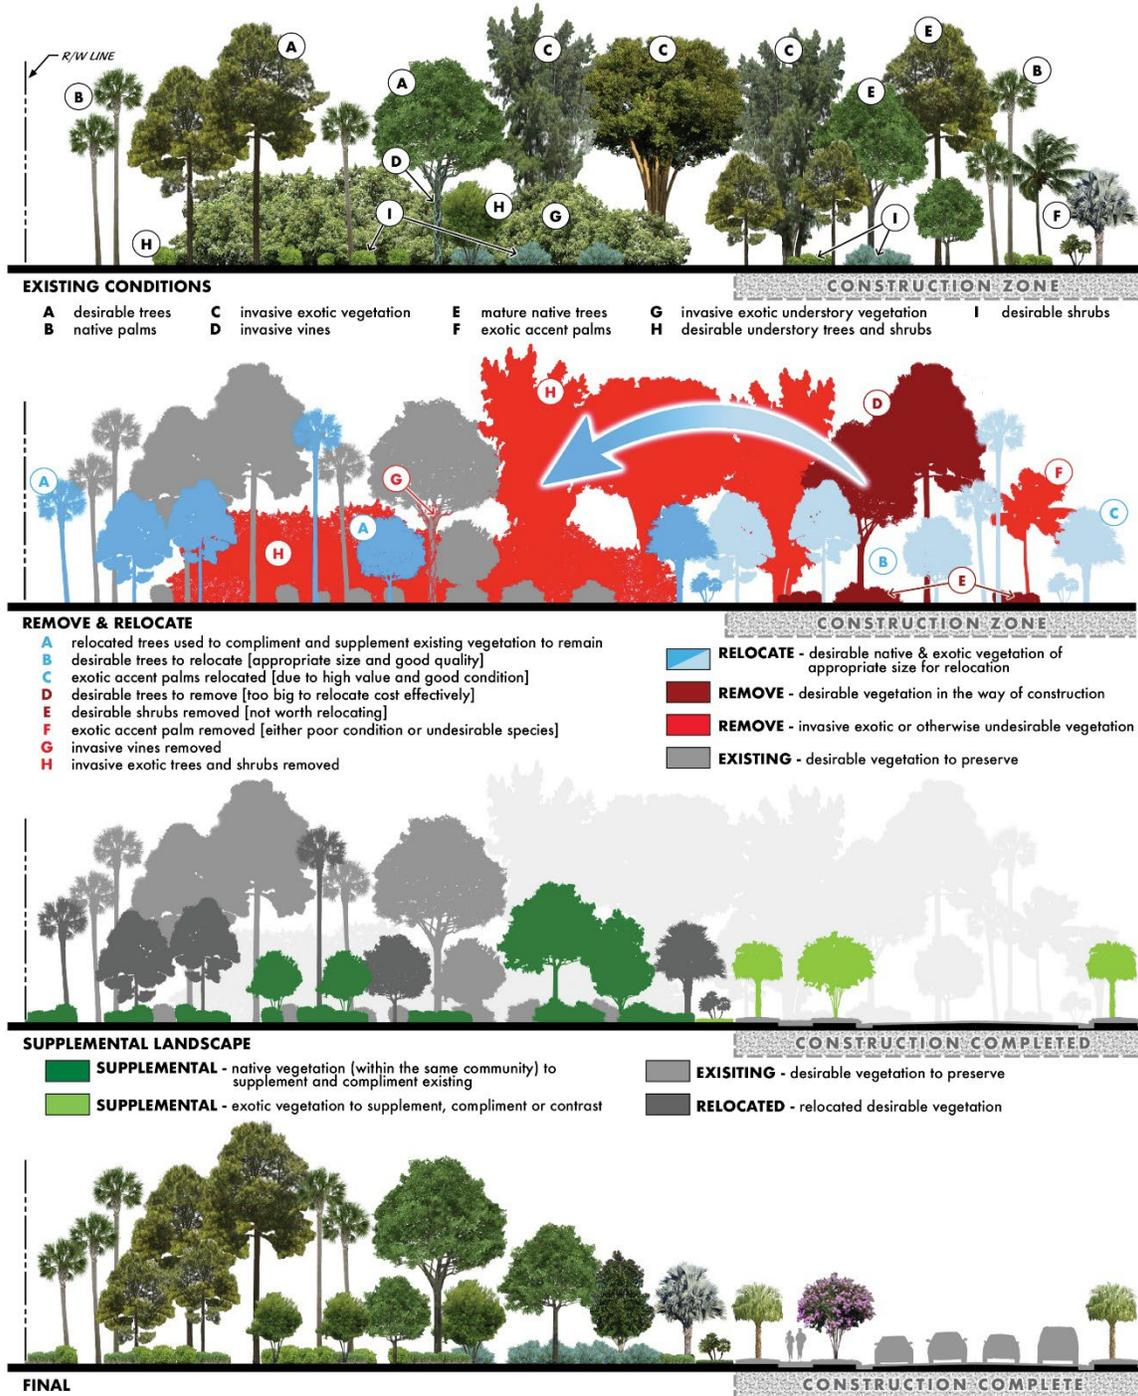 R/W LINE
A
C
C
C
E
B
A
E
B
D
I
H
G
I
F
H
EXISTING CONDITIONS
CONSTRUCTION ZONE
A desirable trees
C invasive exotic vegetation
E mature native trees
G invasive exotic understory vegetation
I desirable shrubs
B native palms
D invasive vines
F exotic accent palms
H desirable understory trees and shrubs
H
D
A
G
F
C
A
H
B
E
REMOVE & RELOCATE
CONSTRUCTION ZONE
A relocated trees used to compliment and supplement existing vegetation to remain
B desirable trees to relocate [appropriate size and good quality]
C exotic accent palms relocated [due to high value and good condition]
D desirable trees to remove [too big to relocate cost effectively]
E desirable shrubs removed [not worth relocating]
F exotic accent palm removed [either poor condition or undesirable species]
G invasive vines removed
H invasive exotic trees and shrubs removed
RELOCATE - desirable native & exotic vegetation of
appropriate size for relocation
REMOVE - desirable vegetation in the way of construction
REMOVE - invasive exotic or otherwise undesirable vegetation
EXISTING - desirable vegetation to preserve
SUPPLEMENTAL LANDSCAPE
CONSTRUCTION COMPLETED
SUPPLEMENTAL - native vegetation (within the same community) to
supplement and compliment existing
SUPPLEMENTAL - exotic vegetation to supplement, compliment or contrast
EXISITING - desirable vegetation to preserve
RELOCATED - relocated desirable vegetation
FINAL
CONSTRUCTION COMPLETE